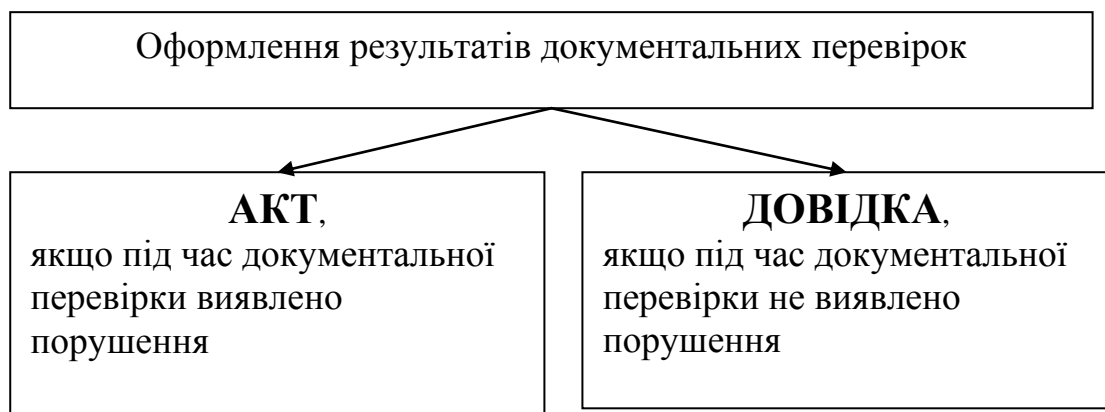 Оформлення результатів документальних перевірок
АКТ,
якщо під час документальної
перевірки виявлено
порушення
ДОВІДКА,
якщо під час документальної
перевірки не виявлено
порушення